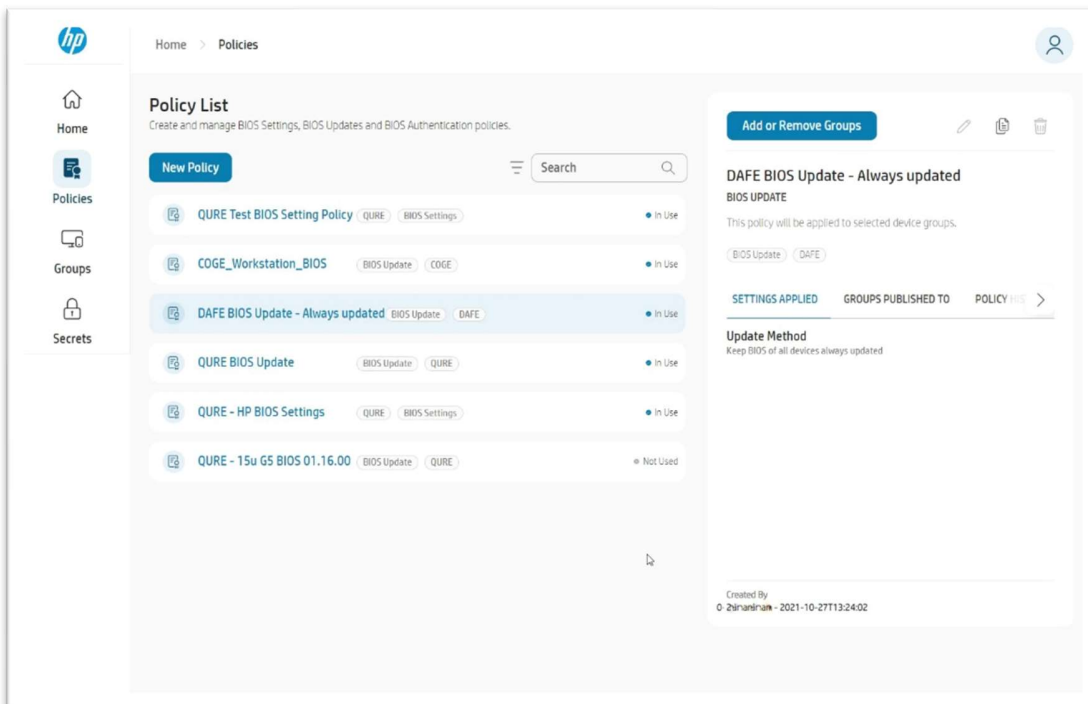 hp
Home > Policies
Home
Policies
Groups
Secrets
Policy List
Create and manage BIOS Settings, BIOS Updates and BIOS Authentication policies.
New Policy
Search
QURE Test BIOS Setting Policy QURE BIOS Settings In Use
COGE_Workstation_BIOS BIOS Update COGE In Use
DAFE BIOS Update - Always updated BIOS Update DAFE In Use
QURE BIOS Update BIOS Update QURE In Use
QURE - HP BIOS Settings QURE BIOS Settings In Use
QURE - 15u G5 BIOS 01.16.00 BIOS Update QURE Not Used
Add or Remove Groups
DAFE BIOS Update - Always updated
BIOS UPDATE
This policy will be applied to selected device groups.
BIOS Update DAFE
SETTINGS APPLIED GROUPS PUBLISHED TO POLICY
Update Method
Keep BIOS of all devices always updated
Created By
- 2021-10-27T13:24:02